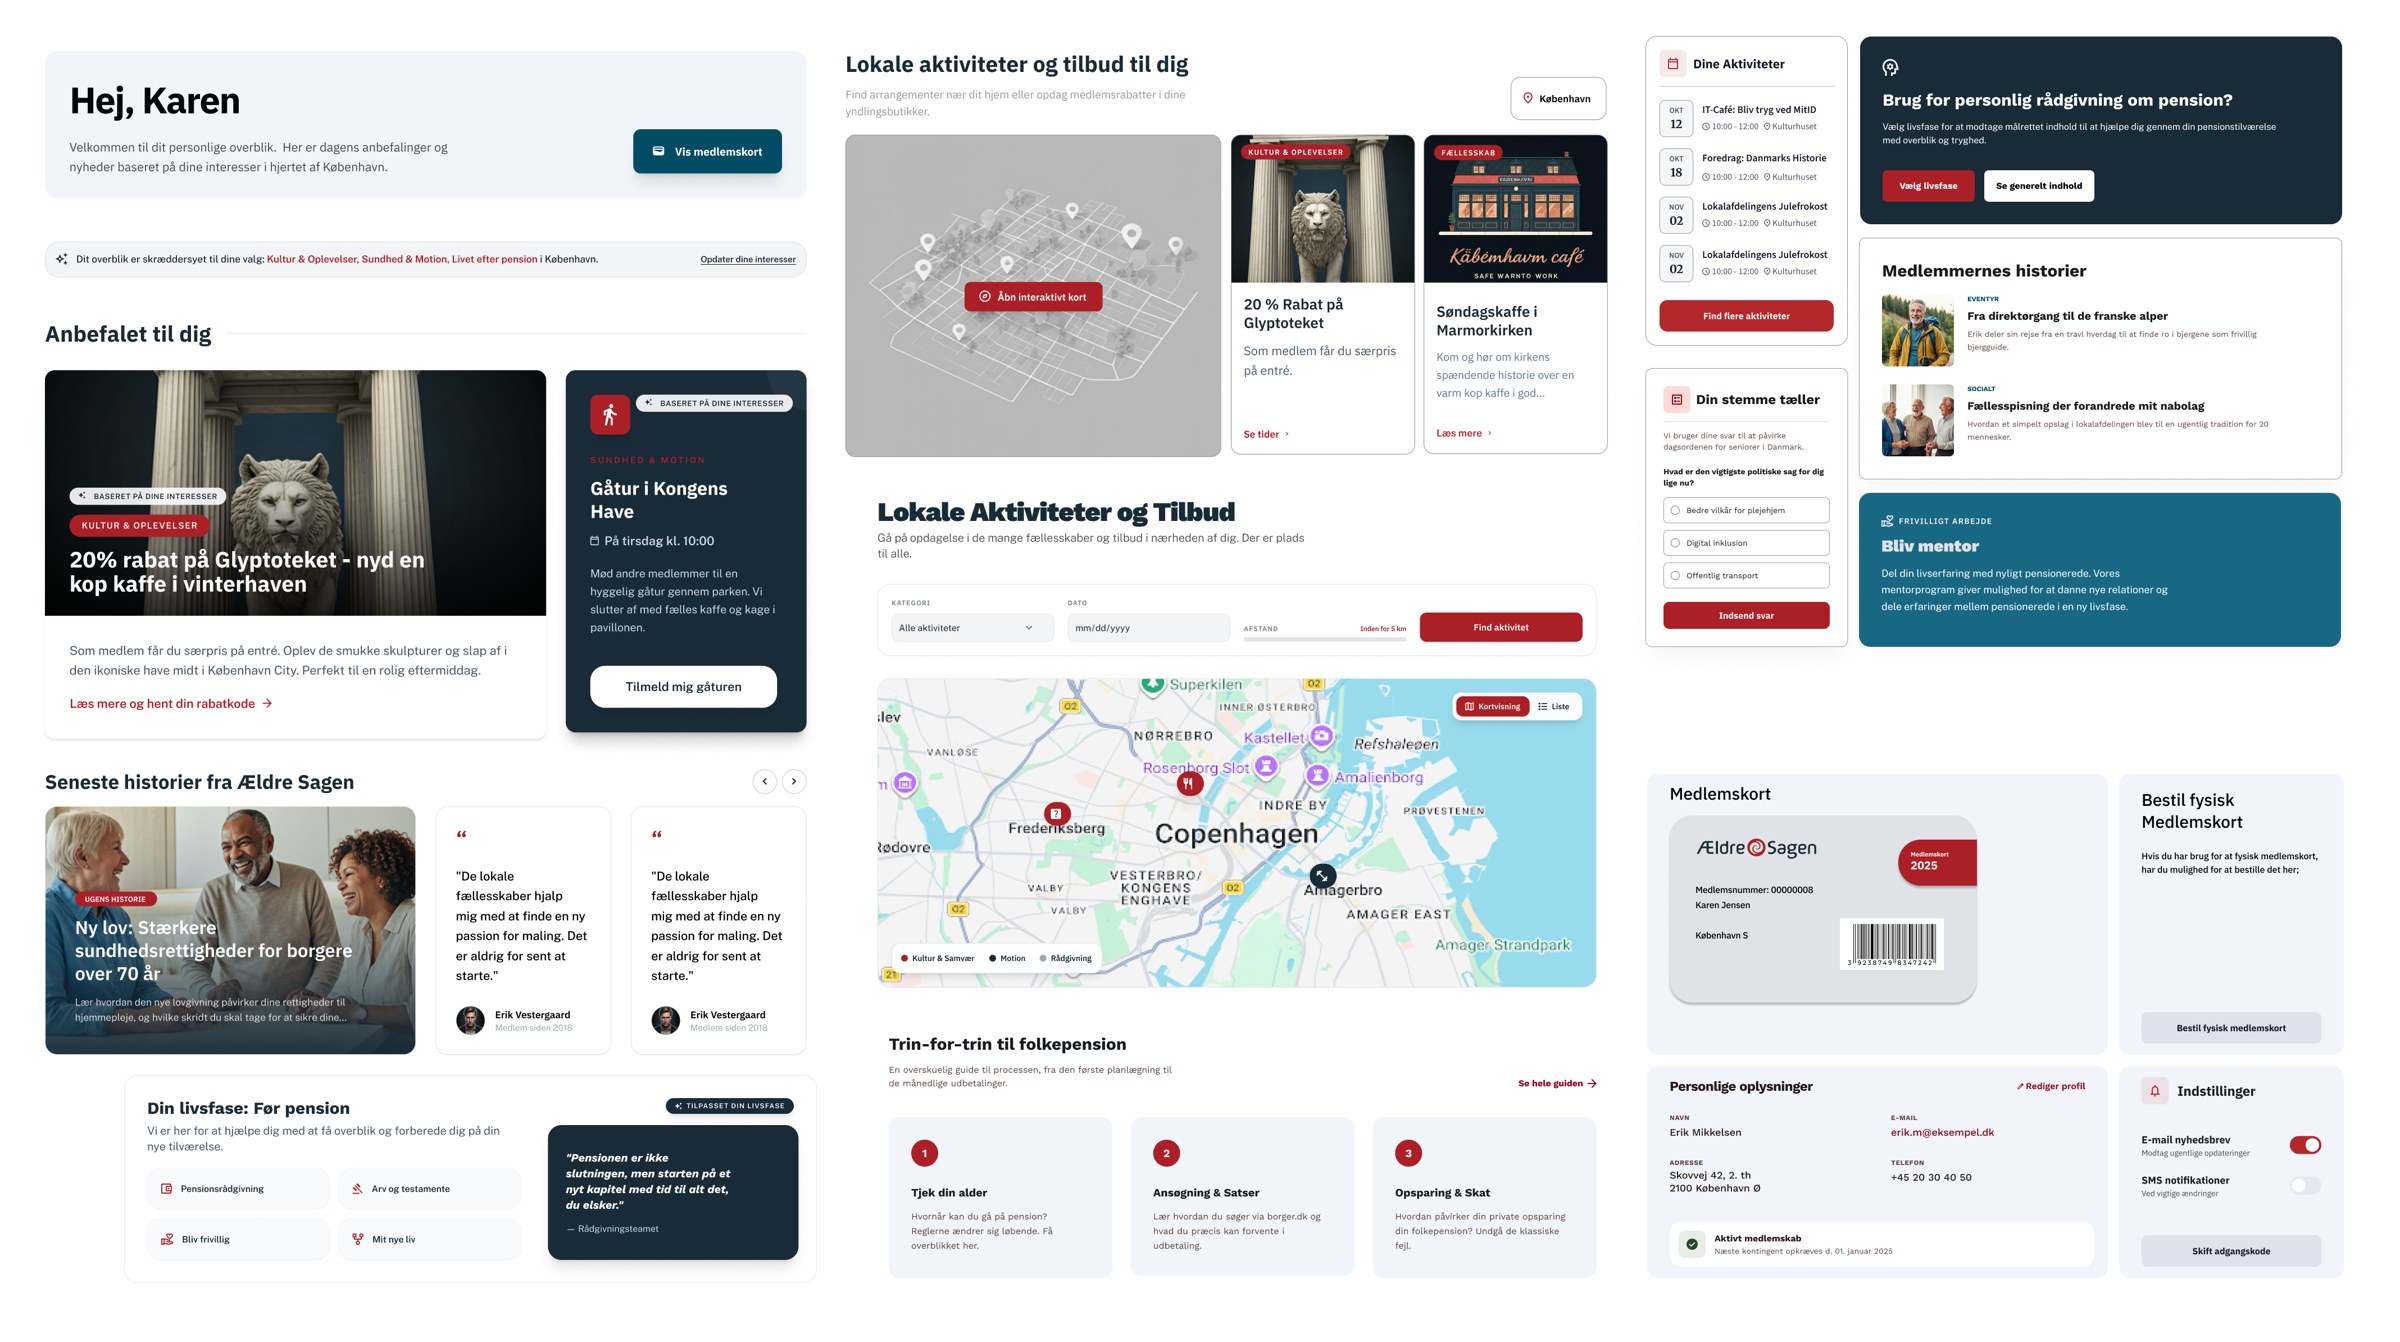 Hej, Karen
Velkommen til dit personlige overblik.  Her er dagens anbefalinger og
nyheder baseret på dine interesser i hjertet af København.
Vis medlemskort
Dit overblik er skræddersyet til dine valg: Kultur & Oplevelser, Sundhed & Motion, Livet efter pension i København.
Opdater dine interesser
Anbefalet til dig
BASERET PÅ DINE INTERESSER
KULTUR & OPLEVELSER
20% rabat på Glyptoteket - nyd en
kop kaffe i vinterhaven
Som medlem får du særpris på entré. Oplev de smukke skulpturer og slap af i
den ikoniske have midt i København City. Perfekt til en rolig eftermiddag.
Læs mere og hent din rabatkode
BASERET PÅ DINE INTERESSER
SUNDHED & MOTION
Gåtur i Kongens
Have
På tirsdag kl. 10:00
Mød andre medlemmer til en
hyggelig gåtur gennem parken. Vi
slutter af med fælles kaffe og kage i
pavillonen.
Tilmeld mig gåturen
Seneste historier fra Ældre Sagen
UGENS HISTORIE
Ny lov: Stærkere
sundhedsrettigheder for borgere
over 70 år
Lær hvordan den nye lovgivning påvirker dine rettigheder til
hjemmepleje, og hvilke skridt du skal tage for at sikre dine...
“
"De lokale
fællesskaber hjalp
mig med at finde en ny
passion for maling. Det
er aldrig for sent at
starte."
Erik Vestergaard
Medlem siden 2018
“
"De lokale
fællesskaber hjalp
mig med at finde en ny
passion for maling. Det
er aldrig for sent at
starte."
Erik Vestergaard
Medlem siden 2018
Din livsfase: Før pension
Vi er her for at hjælpe dig med at få overblik og forberede dig på din
nye tilværelse.
Pensionsrådgivning
Arv og testamente
Bliv frivillig
Mit nye liv
TILPASSET DIN LIVSFASE
"Pensionen er ikke
slutningen, men starten på et
nyt kapitel med tid til alt det,
du elsker."
— Rådgivningsteamet
Lokale aktiviteter og tilbud til dig
Find arrangementer nær dit hjem eller opdag medlemsrabatter i dine
yndlingsbutikker.
København
Åbn interaktivt kort
KULTUR & OPLEVELSER
20 % Rabat på
Glyptoteket
Som medlem får du særpris
på entré.
Se tider
FÆLLESSKAB
Käbémhavm café
SAFE WARNTO WORK
Søndagskaffe i
Marmorkirken
Kom og hør om kirkens
spændende historie over en
varm kop kaffe i god...
Læs mere
Lokale Aktiviteter og Tilbud
Gå på opdagelse i de mange fællesskaber og tilbud i nærheden af dig. Der er plads
til alle.
KATEGORI
Alle aktiviteter
DATO
mm/dd/yyyy
AFSTAND
Inden for 5 km
Find aktivitet
Kortvisning
Liste
Superkilen
O2
O2
INNER ØSTERBRO
slev
NØRREBRO
Kastellet
Refshaleøen
VANLØSE
Rosenborg Slot
Amalienborg
m
INDRE BY
PRØVESTENEN
Frederiksberg
Copenhagen
Rødovre
VESTERBRO/
KONGENS
ENGHAVE
VALBY
O2
Amagerbro
VALBY
O2
AMAGER EAST
Amager Strandpark
21
Kultur & Samvær
Motion
Rådgivning
Trin-for-trin til folkepension
En overskuelig guide til processen, fra den første planlægning til
de månedlige udbetalinger.
Se hele guiden
1
Tjek din alder
Hvornår kan du gå på pension?
Reglerne ændrer sig løbende. Få
overblikket her.
2
Ansøgning & Satser
Lær hvordan du søger via borger.dk og
hvad du præcis kan forvente i
udbetaling.
3
Opsparing & Skat
Hvordan påvirker din private opsparing
din folkepension? Undgå de klassiske
fejl.
Dine Aktiviteter
OKT
12
IT-Café: Bliv tryg ved MitID
10:00 - 12:00 Kulturhuset
OKT
18
Foredrag: Danmarks Historie
10:00 - 12:00 Kulturhuset
NOV
02
Lokalafdelingens Julefrokost
10:00 - 12:00 Kulturhuset
NOV
02
Lokalafdelingens Julefrokost
10:00 - 12:00 Kulturhuset
Find flere aktiviteter
Din stemme tæller
Vi bruger dine svar til at påvirke
dagsordenen for seniorer i Danmark.
Hvad er den vigtigste politiske sag for dig
lige nu?
Bedre vilkår for plejehjem
Digital inklusion
Offentlig transport
Indsend svar
Brug for personlig rådgivning om pension?
Vælg livsfase for at modtage målrettet indhold til at hjælpe dig gennem din pensionstilværelse
med overblik og tryghed.
Vælg livsfase
Se generelt indhold
Medlemmernes historier
EVENTYR
Fra direktørgang til de franske alper
Erik deler sin rejse fra en travl hverdag til at finde ro i bjergene som frivillig
bjergguide.
SOCIALT
Fællesspisning der forandrede mit nabolag
Hvordan et simpelt opslag i lokalafdelingen blev til en ugentlig tradition for 20
mennesker.
FRIVILLIGT ARBEJDE
Bliv mentor
Del din livserfaring med nyligt pensionerede. Vores
mentorprogram giver mulighed for at danne nye relationer og
dele erfaringer mellem pensionerede i en ny livsfase.
Medlemskort
Ældre Sagen
Medlemskort
2025
Medlemsnummer: 00000008
Karen Jensen
København S
3 9238749 8347242
Bestil fysisk
Medlemskort
Hvis du har brug for at fysisk medlemskort,
har du mulighed for at bestille det her;
Bestil fysisk medlemskort
Personlige oplysninger
Rediger profil
NAVN
Erik Mikkelsen
E-MAIL
erik.m@eksempel.dk
ADRESSE
Skovvej 42, 2. th
2100 København Ø
TELEFON
+45 20 30 40 50
Aktivt medlemskab
Næste kontingent opkræves d. 01. januar 2025
Indstillinger
E-mail nyhedsbrev
Modtag ugentlige opdateringer
SMS notifikationer
Ved vigtige ændringer
Skift adgangskode